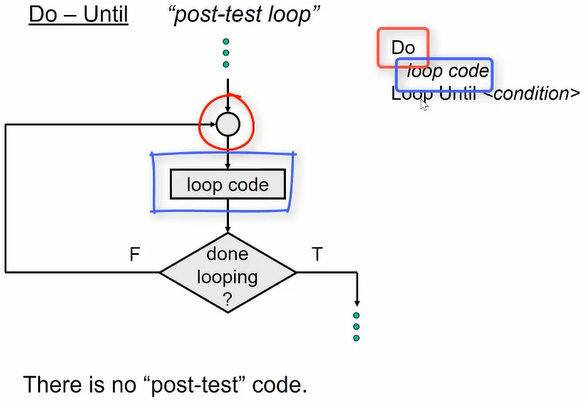 Do – Until “post-test loop”
Do
loop code
Loop Until <condition>
loop code
F
done
looping
?
T
There is no “post-test” code.